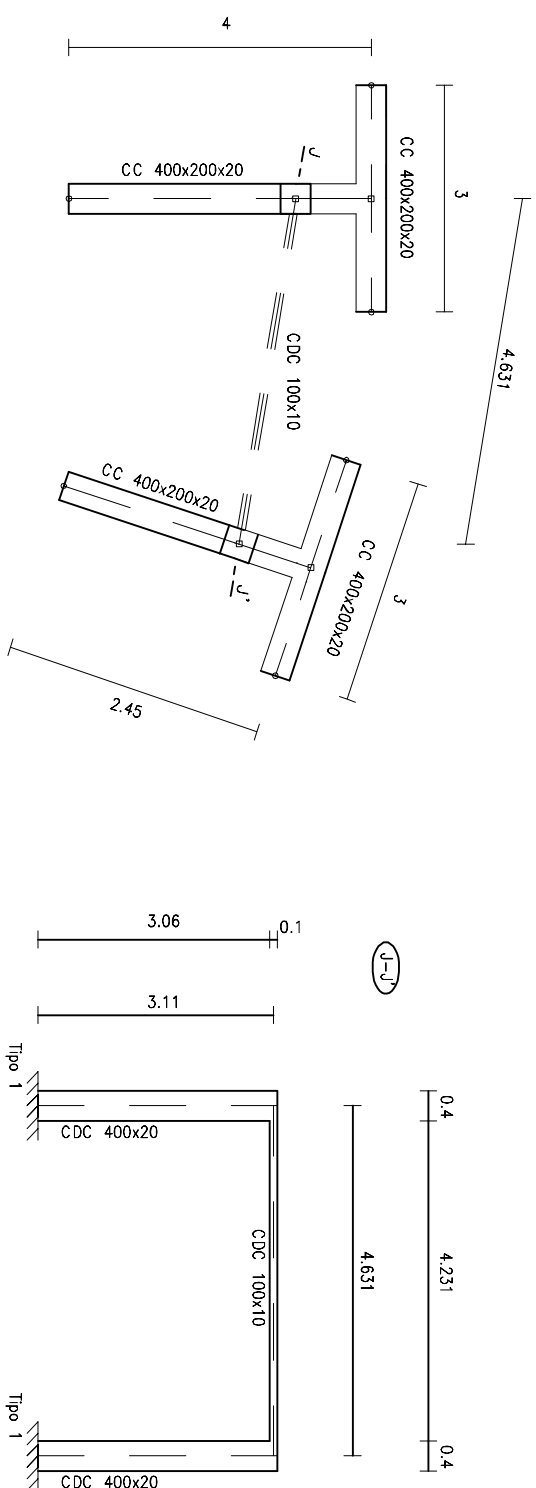 4
CC 400x200x20
J
CC 400x200x20
3
4.631
CDC 100x10
CC 400x200x20
J'
CC 400x200x20
3
2.45
3.06
0.1
J-J'
3.11
Tipo 1
CDC 400x20
0.4
CDC 100x10
4.631
4.231
Tipo 1
CDC 400x20
0.4